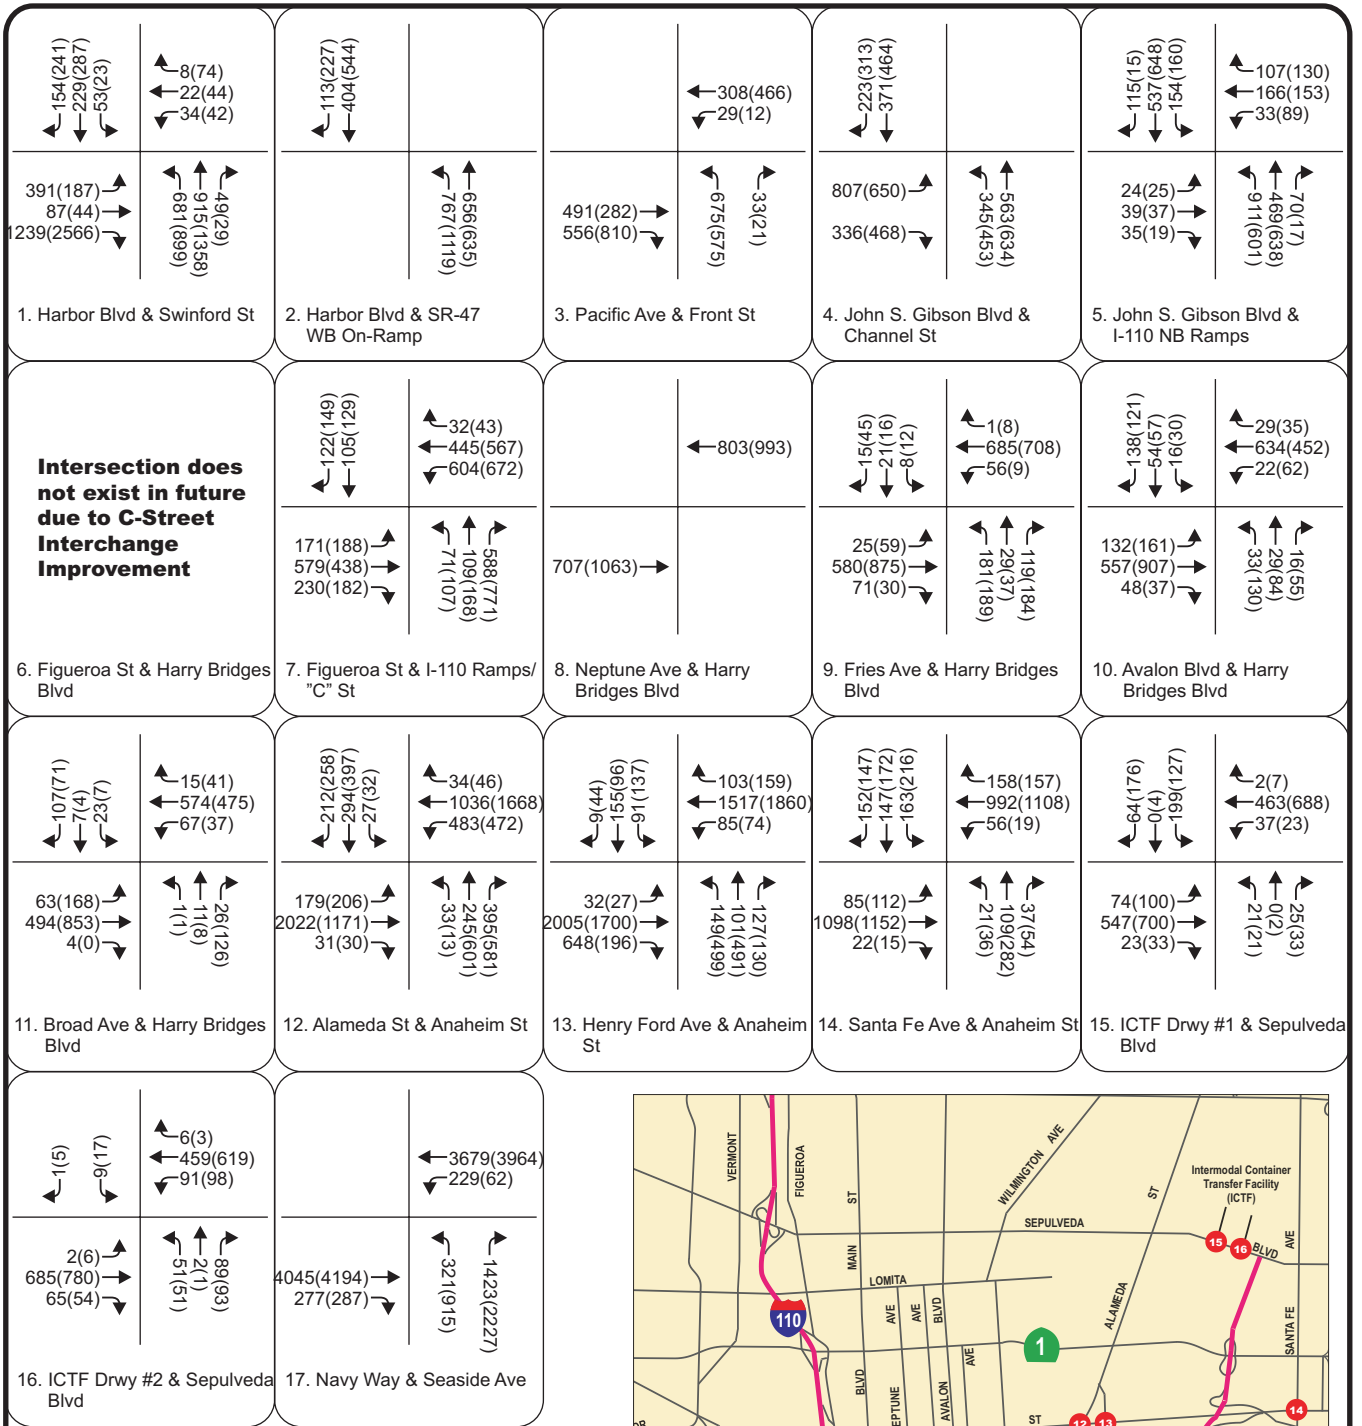 154(241)
229(287)
53(23)
8(74)
22(44)
34(42)
391(187)
87(44)
1239(2566)
681(899)
915(1358)
49(29)
1. Harbor Blvd & Swinford St
113(227)
404(544)
767(1119)
656(635)
2. Harbor Blvd & SR-47
WB On-Ramp
308(466)
29(12)
491(282)
556(810)
675(575)
33(21)
3. Pacific Ave & Front St
223(313)
371(464)
807(650)
336(468)
345(453)
563(634)
4. John S. Gibson Blvd &
Channel St
115(15)
537(648)
154(160)
107(130)
166(153)
33(89)
24(25)
39(37)
35(19)
911(601)
469(638)
70(17)
5. John S. Gibson Blvd &
I-110 NB Ramps
Intersection does
not exist in future
due to C-Street
Interchange
Improvement
6. Figueroa St & Harry Bridges
Blvd
122(149)
105(129)
32(43)
445(567)
604(672)
171(188)
579(438)
230(182)
71(107)
109(168)
588(771)
7. Figueroa St & I-110 Ramps/
"C" St
803(993)
707(1063)
8. Neptune Ave & Harry
Bridges Blvd
15(45)
21(16)
8(12)
1(8)
685(708)
56(9)
25(59)
580(875)
71(30)
181(189)
29(37)
119(184)
9. Fries Ave & Harry Bridges
Blvd
138(121)
54(57)
16(30)
29(35)
634(452)
22(62)
132(161)
557(907)
48(37)
33(130)
29(84)
16(55)
10. Avalon Blvd & Harry
Bridges Blvd
107(71)
7(4)
23(7)
15(41)
574(475)
67(37)
63(168)
494(853)
4(0)
1(1)
11(8)
26(126)
11. Broad Ave & Harry Bridges
Blvd
212(258)
294(397)
27(32)
34(46)
1036(1668)
483(472)
179(206)
2022(1171)
31(30)
33(13)
245(601)
395(581)
12. Alameda St & Anaheim St
9(44)
155(96)
91(137)
103(159)
1517(1860)
85(74)
32(27)
2005(1700)
648(196)
149(499)
101(491)
127(130)
13. Henry Ford Ave & Anaheim
St
152(147)
147(172)
163(216)
158(157)
992(1108)
56(19)
85(112)
1098(1152)
22(15)
21(36)
109(282)
37(54)
14. Santa Fe Ave & Anaheim St
64(176)
0(4)
199(127)
2(7)
463(688)
37(23)
74(100)
547(700)
23(33)
21(21)
0(2)
25(33)
15. ICTF Drwy #1 & Sepulveda
Blvd
1(5)
9(17)
6(3)
459(619)
91(98)
2(6)
685(780)
65(54)
51(51)
2(1)
89(93)
16. ICTF Drwy #2 & Sepulveda
Blvd
3679(3964)
229(62)
4045(4194)
277(287)
321(915)
1423(2227)
17. Navy Way & Seaside Ave
VERMONT
FIGUEROA
ST
MAIN
WILMINGTON AVE
ST
Intermodal Container
Transfer Facility
(ICTF)
SEPULVEDA
15
16
BLVD
AVE
LOMITA
110
AVE
AVE
BLVD
ALAMEDA
1
SANTA FE
AVE
BLVD
AVALON
ST
12
13
14